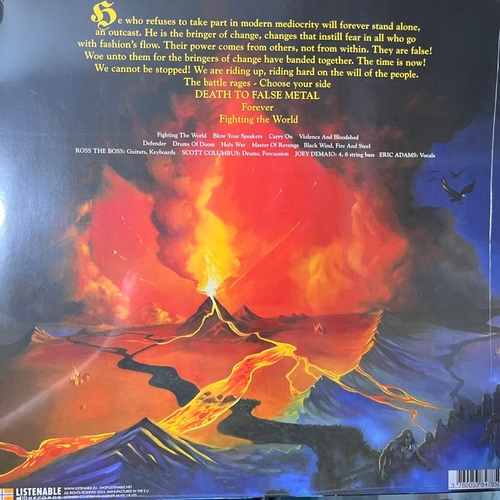 He who refuses to take part in modern mediocrity will forever stand alone,
an outcast. He is the bringer of change, changes that instill fear in all who go
with fashion's flow. Their power comes from others, not from within. They are false!
Woe unto them for the bringers of change have banded together. The time is now!
We cannot be stopped! We are riding up, riding hard on the will of the people.
The battle rages - Choose your side
DEATH TO FALSE METAL
Forever
Fighting the World
Fighting The World Blow Your Speakers Carry On Violence And Bloodshed
Defender Drums Of Doom Holy War Master Of Revenge Black Wind, Fire And Steel
ROSS THE BOSS: Guitars, Keyboards SCOTT COLUMBUS: Drums, Percussion JOEY DEMAIO: 4, 8 string bass ERIC ADAMS: Vocals
LISTENABLE
RECORDS